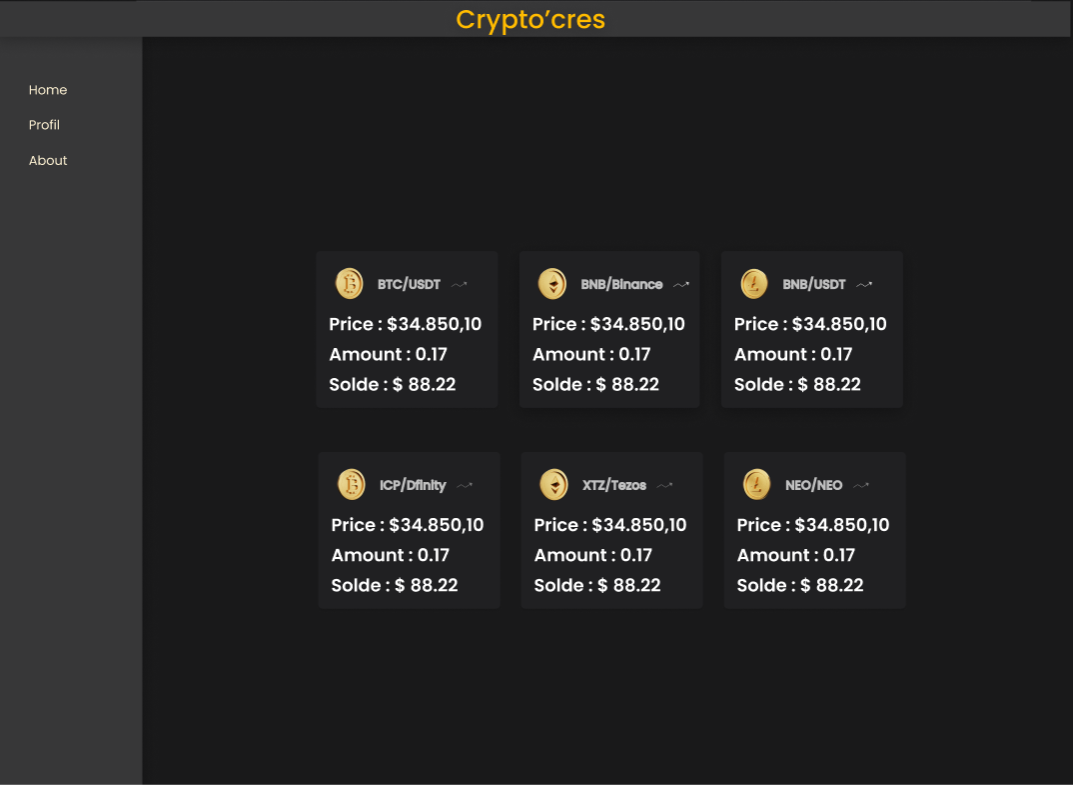 Crypto’cres
Home
Profil
About
BTC/USDT
Price : $34.850,10
Amount : 0.17
Solde : $ 88.22
BNB/Binance
Price : $34.850,10
Amount : 0.17
Solde : $ 88.22
BNB/USDT
Price : $34.850,10
Amount : 0.17
Solde : $ 88.22
ICP/Dfinity
Price : $34.850,10
Amount : 0.17
Solde : $ 88.22
XTZ/Tezos
Price : $34.850,10
Amount : 0.17
Solde : $ 88.22
NEO/NEO
Price : $34.850,10
Amount : 0.17
Solde : $ 88.22